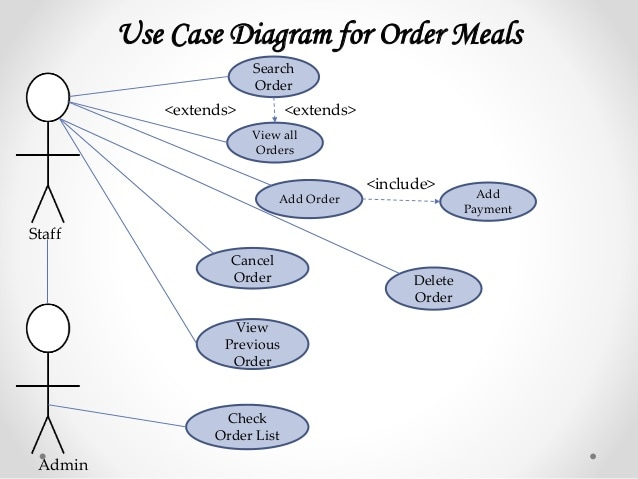 Use Case Diagram for Order Meals
Search
Order
<extends>
<extends>
View all
Orders
<include>
Add Order
Add
Payment
Staff
Cancel
Order
Delete
Order
View
Previous
Order
Check
Order List
Admin